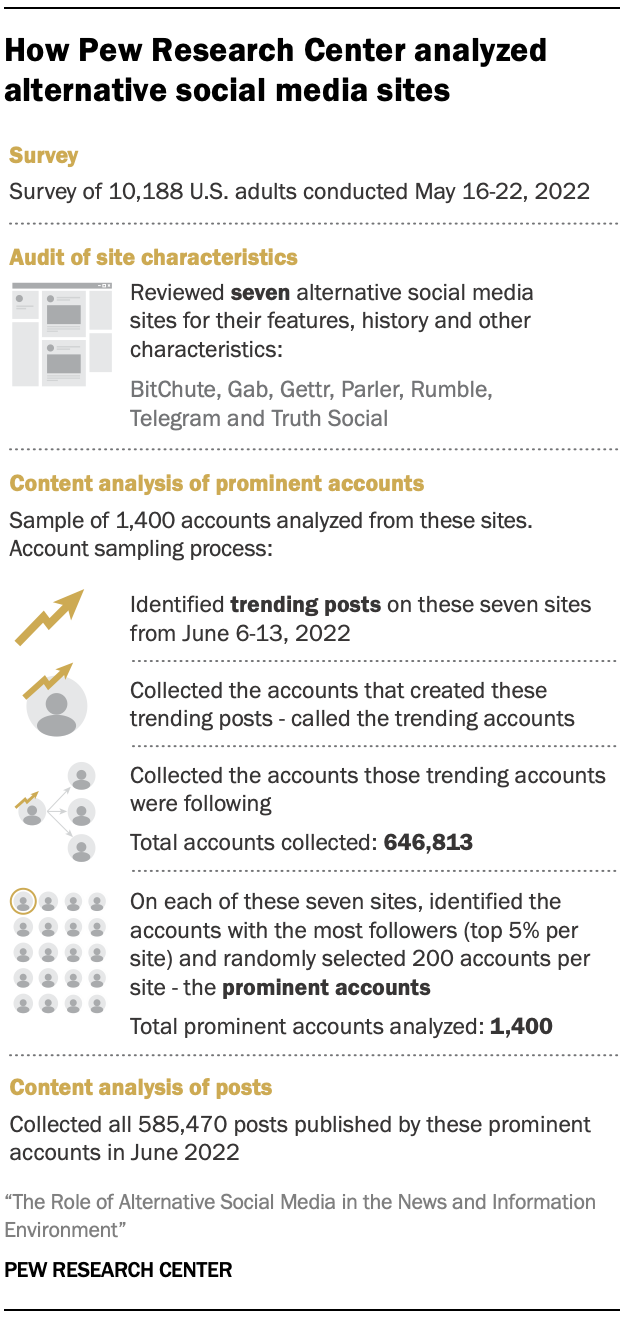 How Pew Research Center analyzed
alternative social media sites
Survey
Survey of 10,188 U.S. adults conducted May 16-22, 2022
Audit of site characteristics
Reviewed seven alternative social media
sites for their features, history and other
characteristics:
BitChute, Gab, Gettr, Parler, Rumble,
Telegram and Truth Social
Content analysis of prominent accounts
Sample of 1,400 accounts analyzed from these sites.
Account sampling process:
Identified trending posts on these seven sites
from June 6-13, 2022
Collected the accounts that created these
trending posts - called the trending accounts
Collected the accounts those trending accounts
were following
Total accounts collected: 646,813
On each of these seven sites, identified the
accounts with the most followers (top 5% per
site) and randomly selected 200 accounts per
site - the prominent accounts
Total prominent accounts analyzed: 1,400
Content analysis of posts
Collected all 585,470 posts published by these prominent
accounts in June 2022
“The Role of Alternative Social Media in the News and Information
Environment”
PEW RESEARCH CENTER